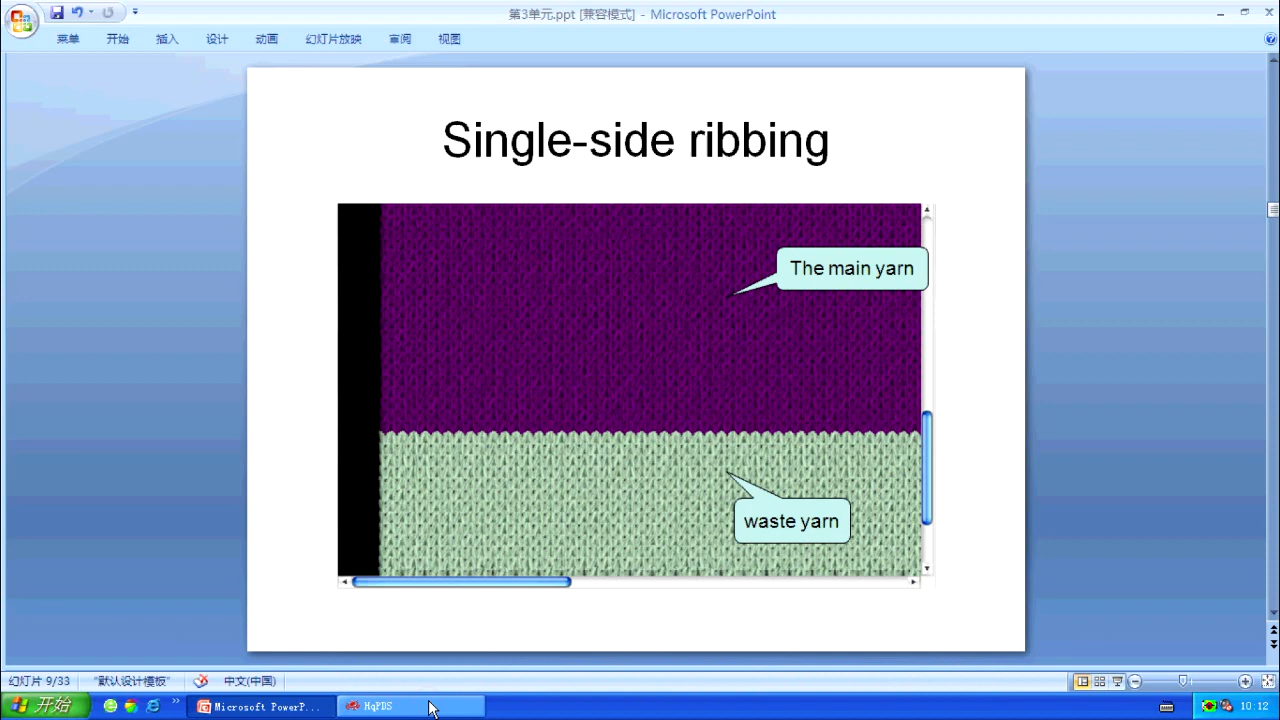 第3单元.ppt [兼容模式] - Microsoft PowerPoint
菜单 开始 插入 设计 动画 幻灯片放映 审阅 视图
Single-side ribbing
The main yarn
waste yarn
幻灯片 9/33 "默认设计模板" 中文(中国)
开始 Microsoft PowerP... HqPDS 10:12